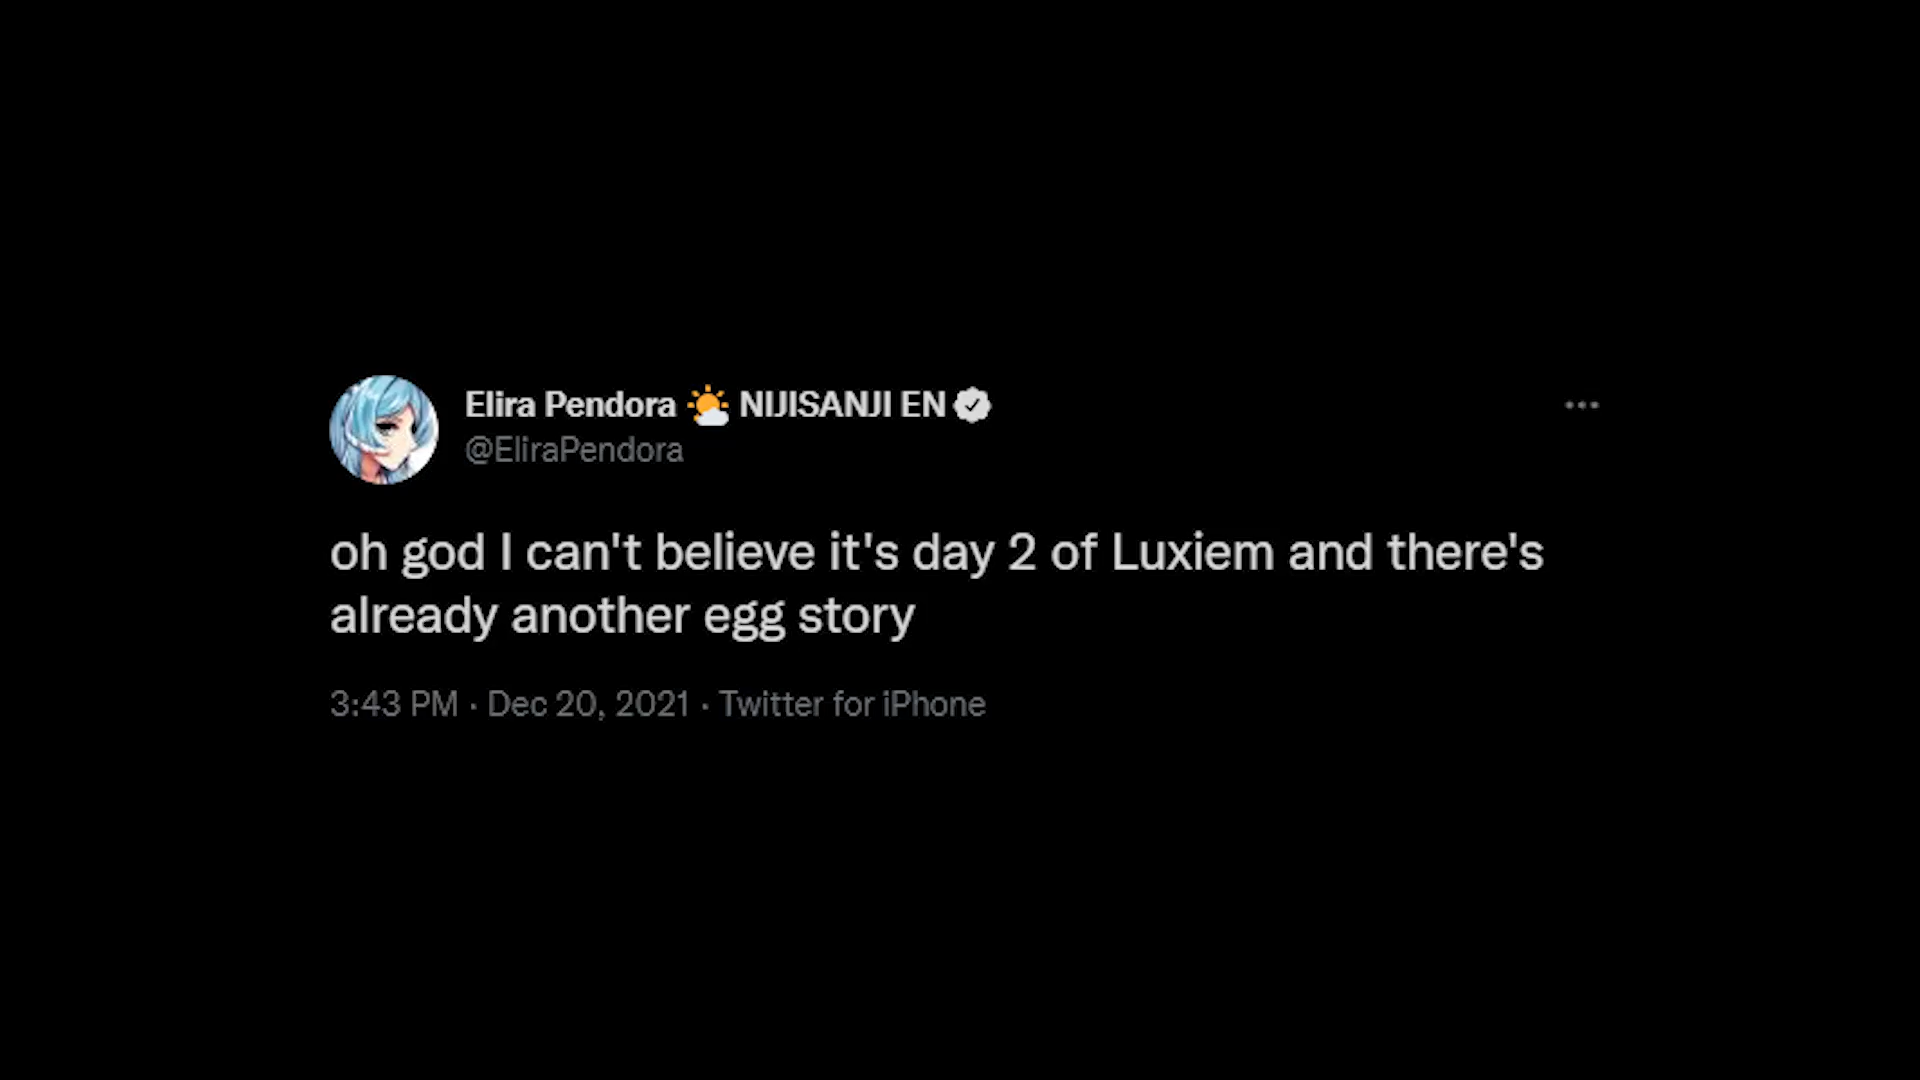 Elira Pendora 🌤️ NIJISANJI EN
@EliraPendora
oh god I can't believe it's day 2 of Luxiem and there's
already another egg story
3:43 PM · Dec 20, 2021 · Twitter for iPhone